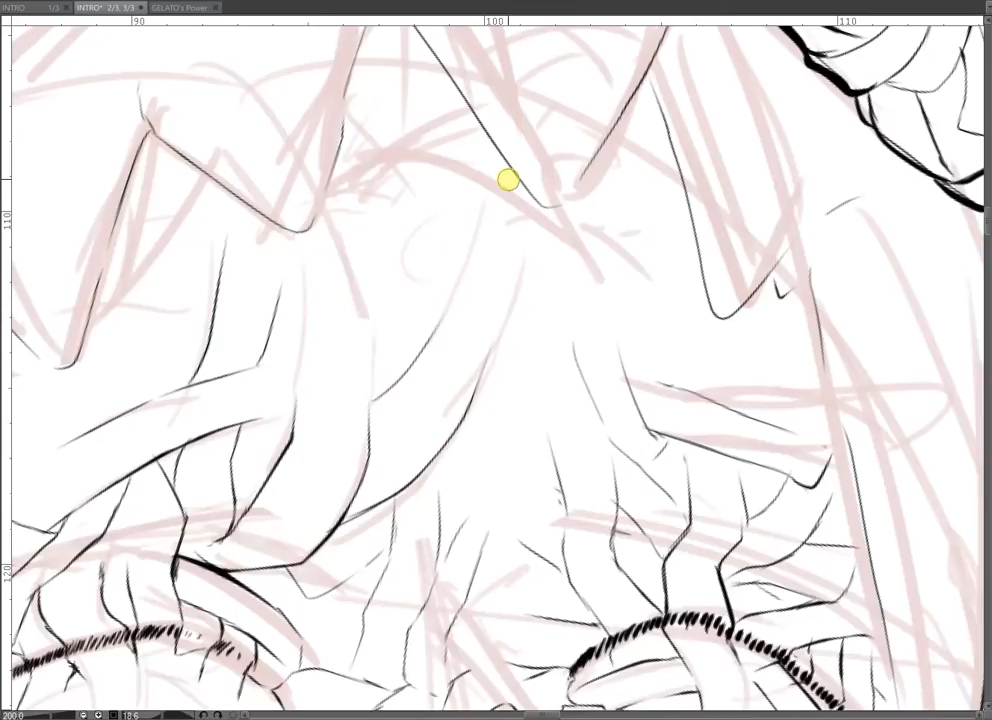 INTRO 1/3 INTRO* 2/3, 3/3 GELATO's Power
90 100 110
110
120
200.0 18.6